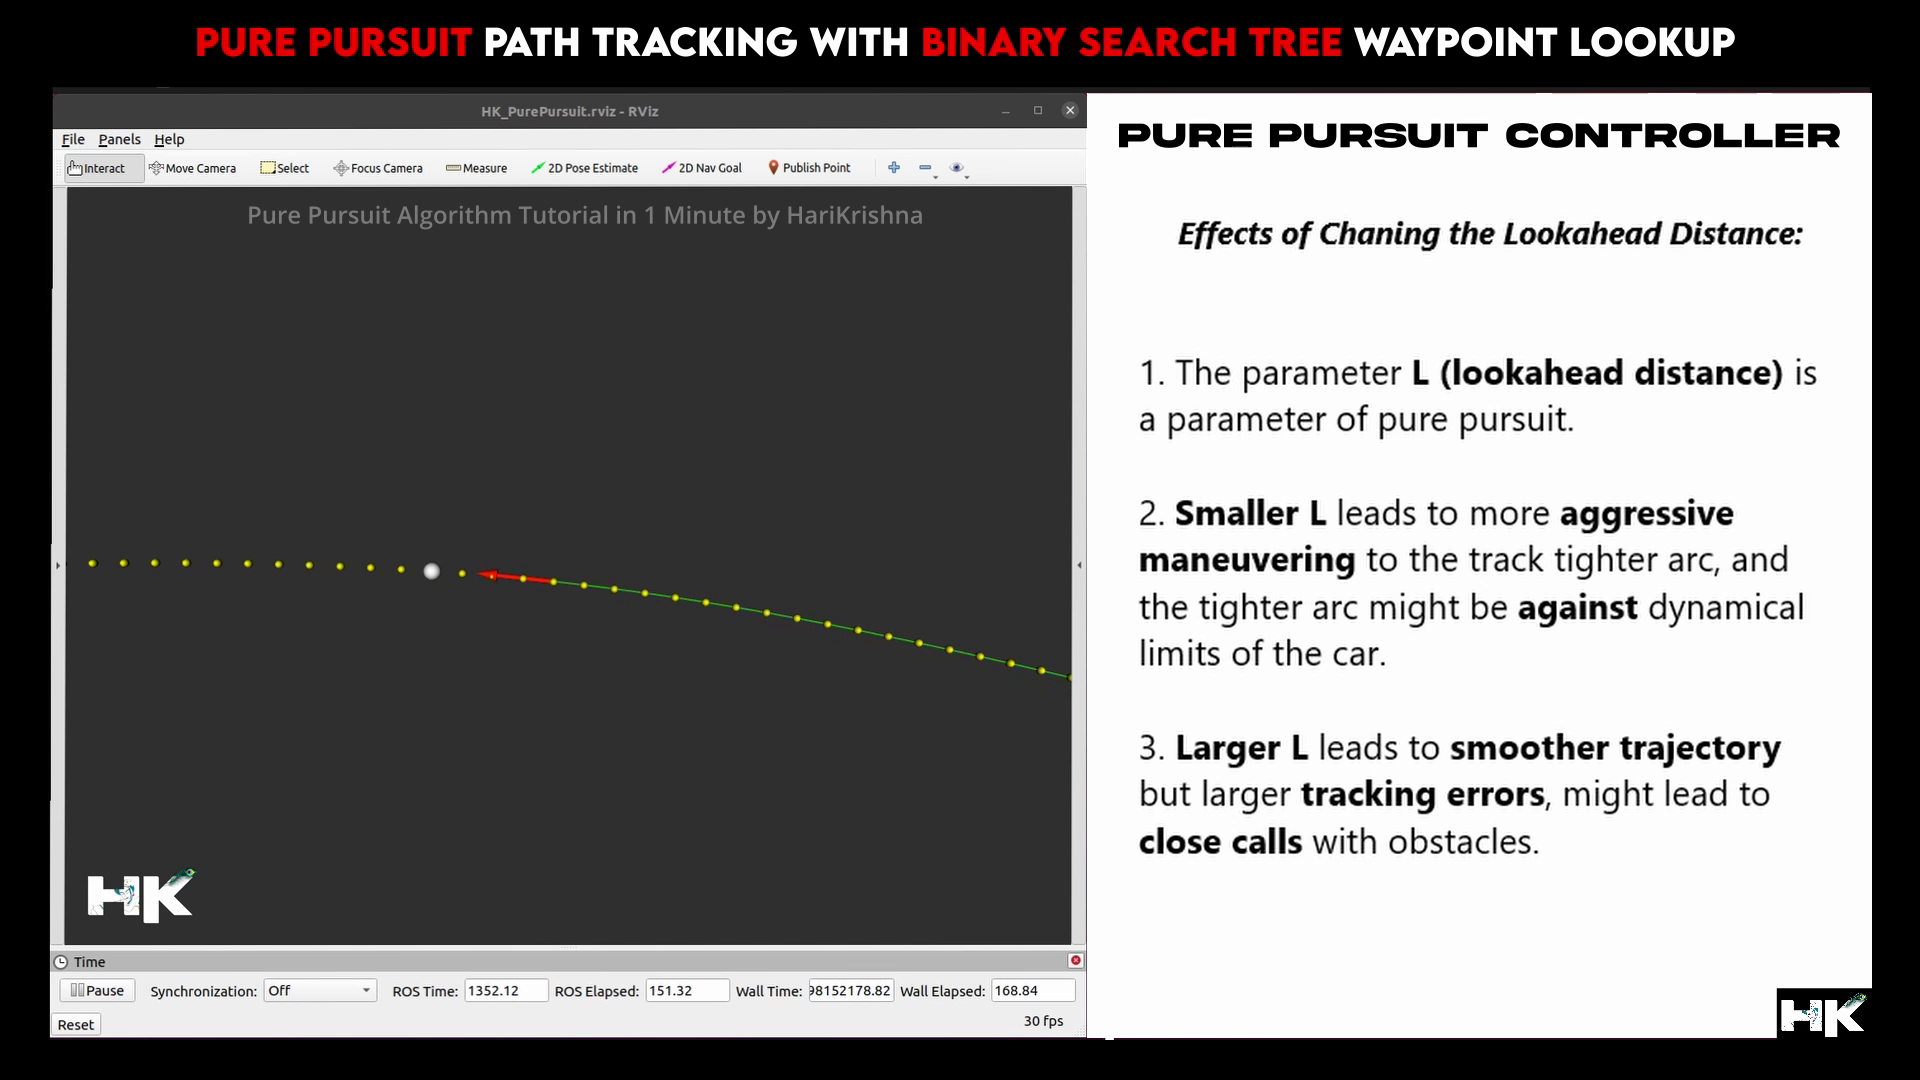 PURE PURSUIT PATH TRACKING WITH BINARY SEARCH TREE WAYPOINT LOOKUP
HK_PurePursuit.rviz - RViz
File Panels Help
Interact Move Camera Select Focus Camera Measure 2D Pose Estimate 2D Nav Goal Publish Point
Pure Pursuit Algorithm Tutorial in 1 Minute by HariKrishna
HK
Time
Pause Synchronization: Off ROS Time: 1352.12 ROS Elapsed: 151.32 Wall Time: 98152178.82 Wall Elapsed: 168.84
Reset
30 fps
PURE PURSUIT CONTROLLER
Effects of Chaning the Lookahead Distance:
1. The parameter L (lookahead distance) is
a parameter of pure pursuit.
2. Smaller L leads to more aggressive
maneuvering to the track tighter arc, and
the tighter arc might be against dynamical
limits of the car.
3. Larger L leads to smoother trajectory
but larger tracking errors, might lead to
close calls with obstacles.
HK